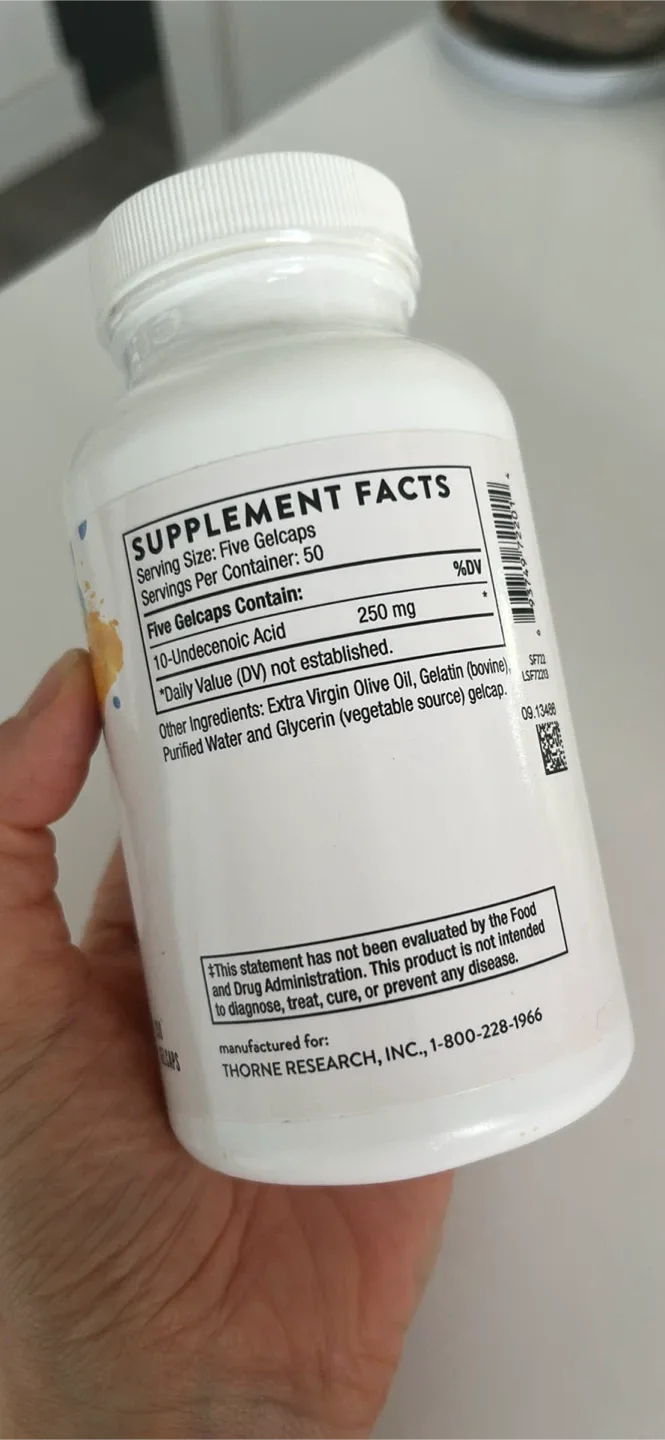 SUPPLEMENT FACTS
Serving Size: Five Gelcaps
Servings Per Container: 50
%DV
Five Gelcaps Contain:
10-Undecenoic Acid 250 mg *
*Daily Value (DV) not established.
Other Ingredients: Extra Virgin Olive Oil, Gelatin (bovine),
Purified Water and Glycerin (vegetable source) gelcap.
SF722
09.13486
‡This statement has not been evaluated by the Food
and Drug Administration. This product is not intended
to diagnose, treat, cure, or prevent any disease.
manufactured for:
THORNE RESEARCH, INC., 1-800-228-1966